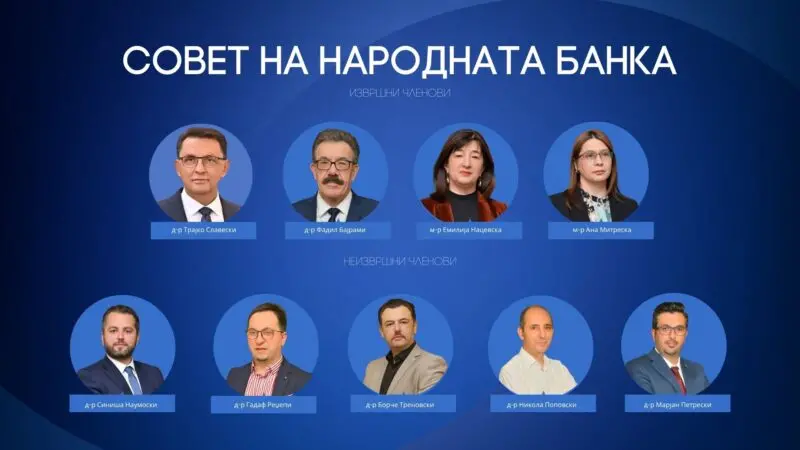 СОВЕТ НА НАРОДНАТА БАНКА
ИЗВРШНИ ЧЛЕНОВИ
д-р Трајко Славески
д-р Фадил Бајрами
м-р Емилија Нацевска
м-р Ана Митреска
НЕИЗВРШНИ ЧЛЕНОВИ
д-р Синиша Наумоски
д-р Гадаф Реџепи
д-р Борче Треновски
д-р Никола Поповски
д-р Марјан Петрески